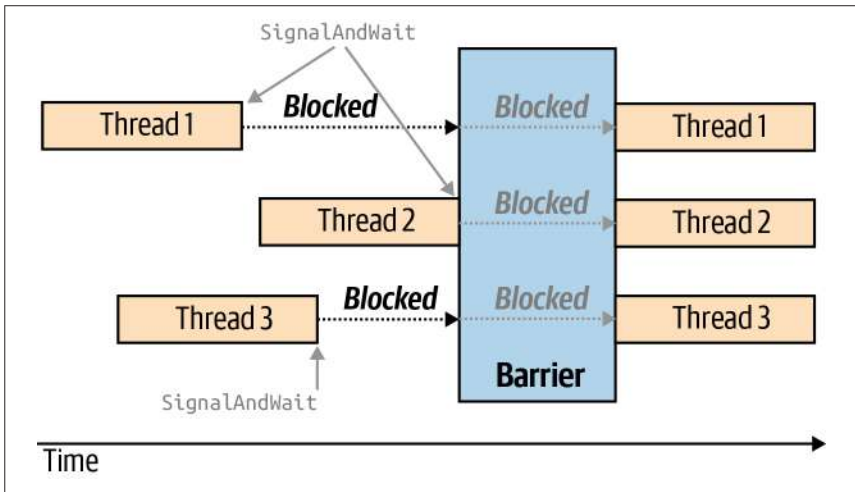 SignalAndWait
Thread 1
Blocked
Blocked
Thread 1
Thread 2
Blocked
Thread 2
Thread 3
Blocked
Blocked
Thread 3
SignalAndWait
Barrier
Time